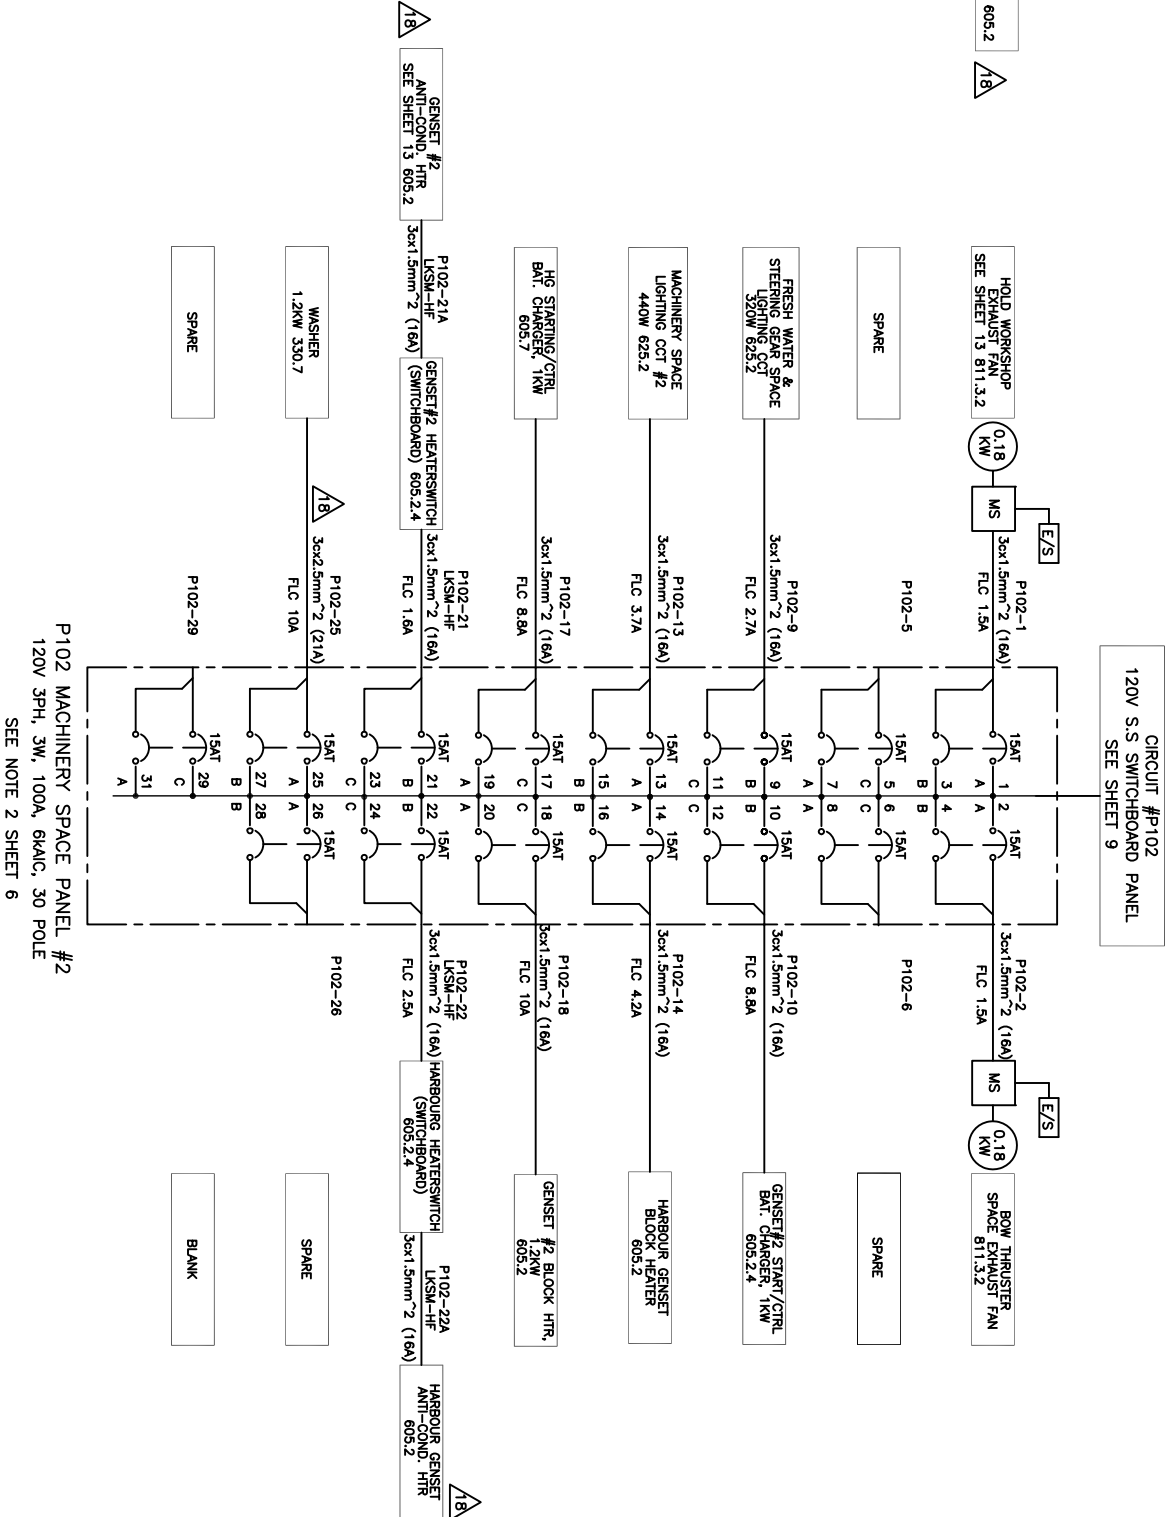 605.2
18
CIRCUIT #P102
120V S.S SWITCHBOARD PANEL
SEE SHEET 9
HOLD WORKSHOP
EXHAUST FAN
SEE SHEET 13 811.3.2
0.18
KW
MS
E/S
P102-1
3cx1.5mm^2 (16A)
FLC 1.5A
15AT
1
2
A
A
15AT
3
4
B
B
P102-2
3cx1.5mm^2 (16A)
FLC 1.5A
MS
E/S
0.18
KW
BOW THRUSTER
SPACE EXHAUST FAN
811.3.2
SPARE
P102-5
15AT
5
6
C
C
15AT
7
8
A
A
P102-6
SPARE
FRESH WATER &
STEERING GEAR SPACE
LIGHTING CCT
320W 625.2
P102-9
3cx1.5mm^2 (16A)
FLC 2.7A
15AT
9
10
B
B
15AT
11
12
C
C
P102-10
3cx1.5mm^2 (16A)
FLC 8.8A
GENSET#2 START/CTRL
BAT. CHARGER, 1KW
605.2.4
MACHINERY SPACE
LIGHTING CCT #2
440W 625.2
P102-13
3cx1.5mm^2 (16A)
FLC 3.7A
15AT
13
14
A
A
15AT
15
16
B
B
P102-14
3cx1.5mm^2 (16A)
FLC 4.2A
HARBOUR GENSET
BLOCK HEATER
605.2
HG STARTING/CTRL
BAT. CHARGER, 1KW
605.7
P102-17
3cx1.5mm^2 (16A)
FLC 8.8A
15AT
17
18
C
C
15AT
19
20
A
A
P102-18
3cx1.5mm^2 (16A)
FLC 10A
GENSET #2 BLOCK HTR,
1.2KW
605.2
18
GENSET #2
ANTI-COND. HTR
SEE SHEET 13 605.2
P102-21A
LKSM-HF
3cx1.5mm^2 (16A)
GENSET#2 HEATERSWITCH
(SWITCHBOARD) 605.2.4
P102-21
LKSM-HF
3cx1.5mm^2 (16A)
FLC 1.6A
15AT
21
22
B
B
15AT
23
24
C
C
P102-22
LKSM-HF
3cx1.5mm^2 (16A)
FLC 2.5A
HARBOURG HEATERSWITCH
(SWITCHBOARD)
605.2.4
P102-22A
LKSM-HF
3cx1.5mm^2 (16A)
HARBOUR GENSET
ANTI-COND. HTR
605.2
18
WASHER
1.2KW 330.7
18
P102-25
3cx2.5mm^2 (21A)
FLC 10A
15AT
25
26
A
A
15AT
27
28
B
B
P102-26
SPARE
SPARE
P102-29
15AT
29
C
31
A
BLANK
P102 MACHINERY SPACE PANEL #2
120V 3PH, 3W, 100A, 6kAIC, 30 POLE
SEE NOTE 2 SHEET 6